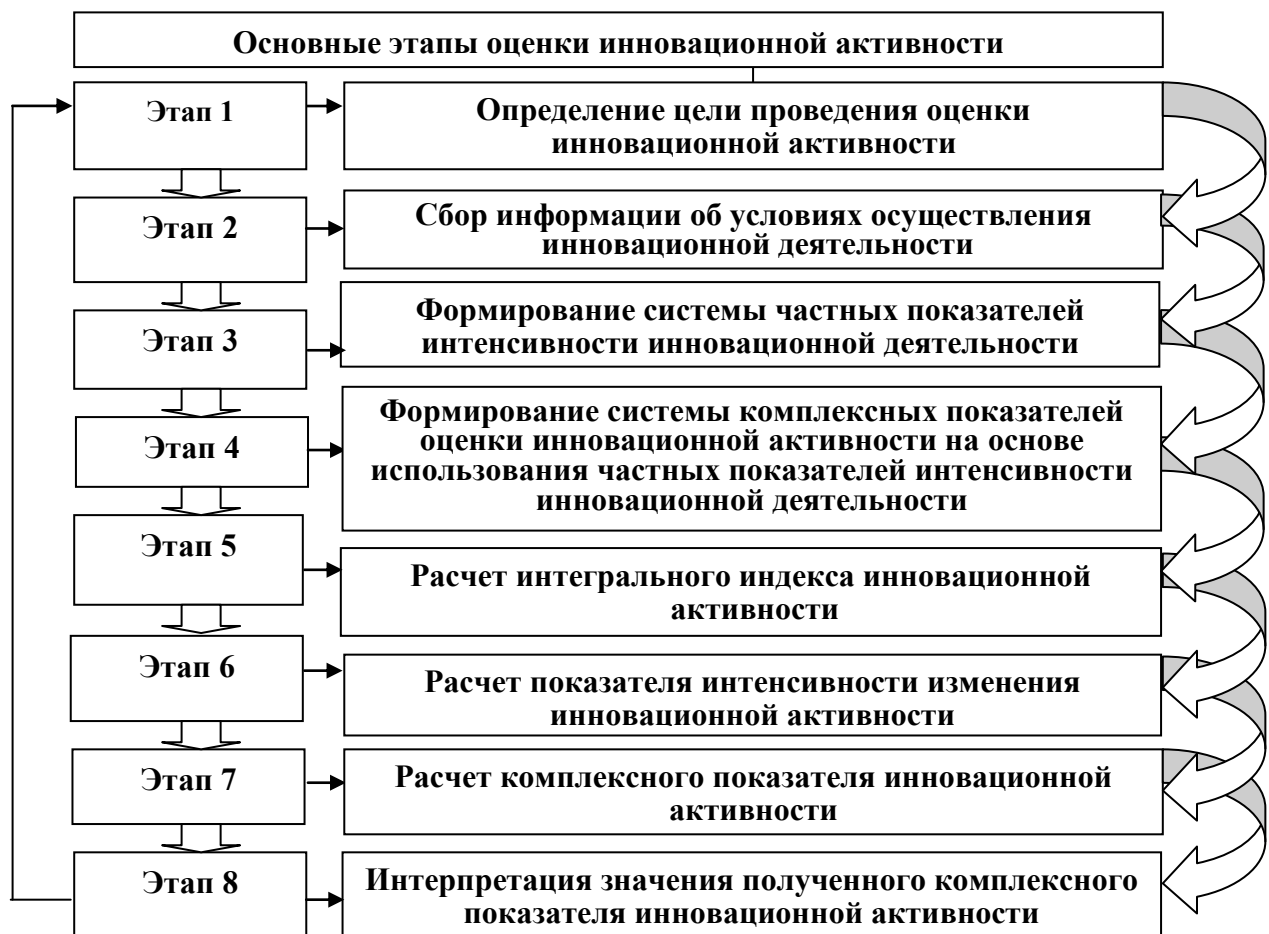 Основные этапы оценки инновационной активности
Этап 1
Определение цели проведения оценки
инновационной активности
Этап 2
Сбор информации об условиях осуществления
инновационной деятельности
Этап 3
Формирование системы частных показателей
интенсивности инновационной деятельности
Этап 4
Формирование системы комплексных показателей
оценки инновационной активности на основе
использования частных показателей интенсивности
инновационной деятельности
Этап 5
Расчет интегрального индекса инновационной
активности
Этап 6
Расчет показателя интенсивности изменения
инновационной активности
Этап 7
Расчет комплексного показателя инновационной
активности
Этап 8
Интерпретация значения полученного комплексного
показателя инновационной активности